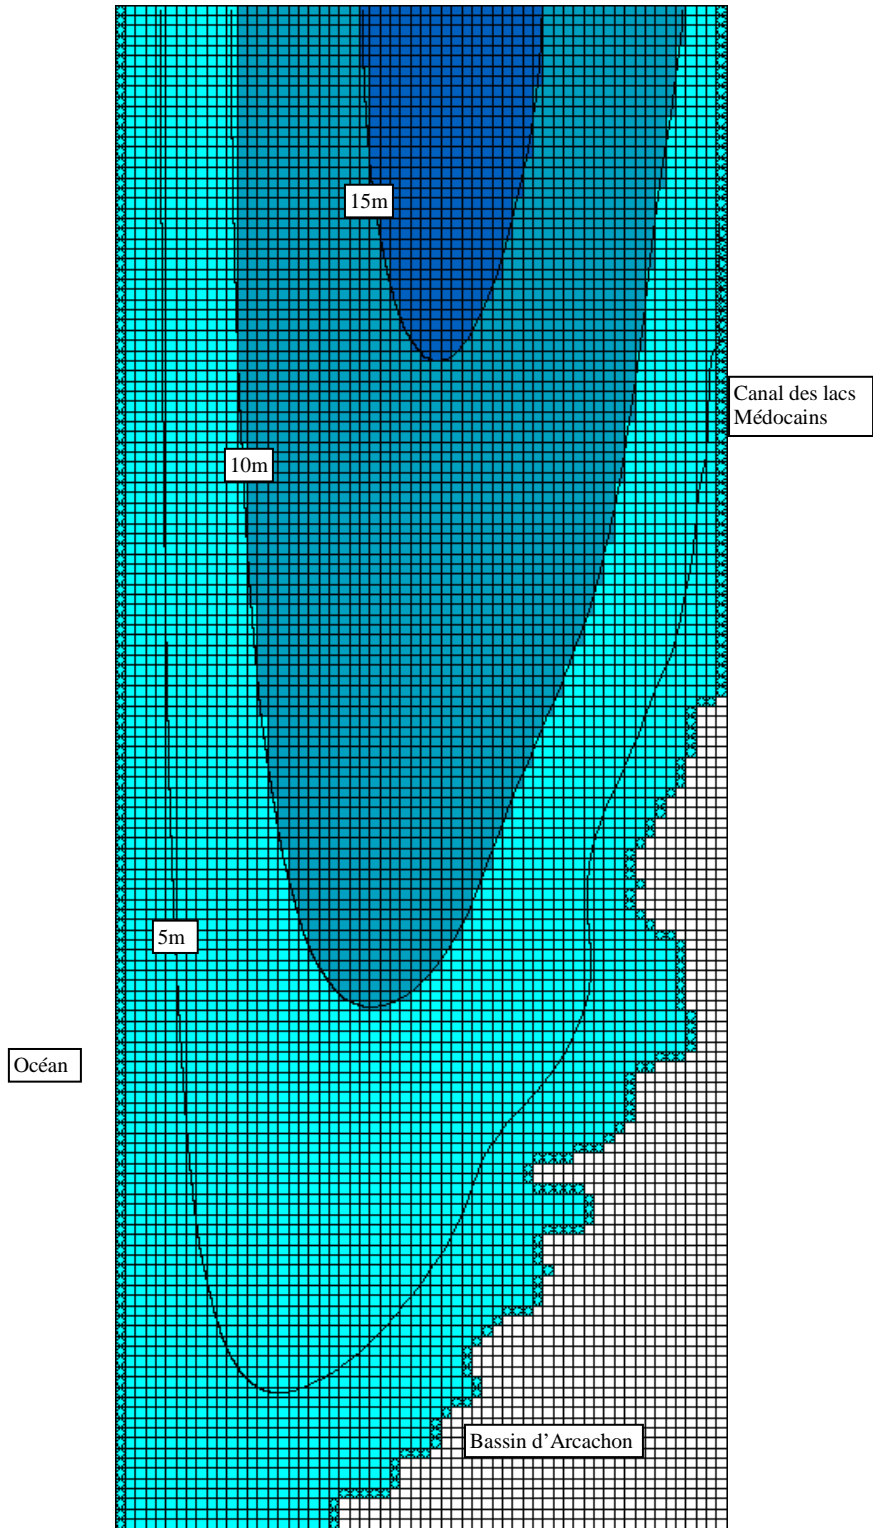 15m
Canal des lacs
Médocains
10m
5m
Océan
Bassin d'Arcachon